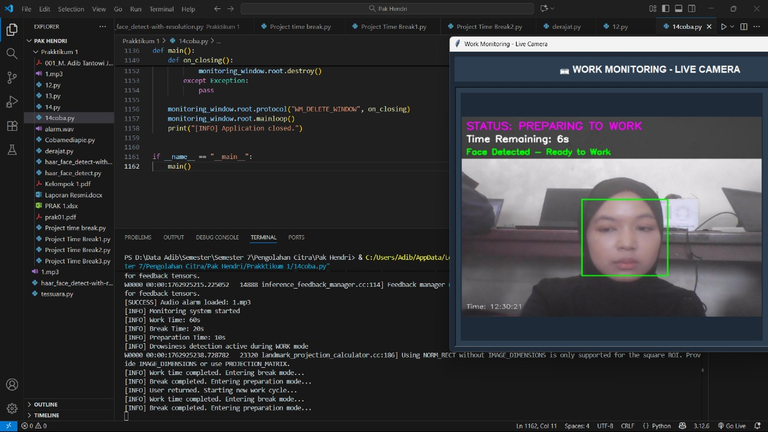 File Edit Selection View Go Run Terminal Help
Pak Hendri
EXPLORER
face_detect-with-resolution.py Prakktikum 1
Project time break.py
Project Time Break1.py
Project Time Break2.py
derajat.py
12.py
14coba.py
PAK HENDRI
Prakktikum 1
001_M. Adib Tantowi J...
1.mp3
12.py
13.py
14.py
14coba.py
alarm.wav
Cobamediapie.py
derajat.py
haar_face_detect-with...
Kelompok 1.pdf
Laporan Resmi.docx
PRAK 1.xlsx
prak01.pdf
Project time break.py
Project Time Break1.py
Project Time Break2.py
Project Time Break3.py
1.mp3
haar_face_detect-with-r...
tessuara.py
OUTLINE
TIMELINE
Prakktikum 1 > 14coba.py > ...
1136 def main():
1149 def on_closing():
1152 monitoring_window.root.destroy()
1153 except Exception:
1154 pass
1155
1156 monitoring_window.root.protocol("WM_DELETE_WINDOW", on_closing)
1157 monitoring_window.root.mainloop()
1158 print("[INFO] Application closed.")
1159
1160
1161 if __name__ == "__main__":
1162 main()
PROBLEMS OUTPUT DEBUG CONSOLE TERMINAL PORTS
PS D:\Data Adib\Semester\Semester 7\Pengolahan Citra\Pak Hendri> & C:/Users/Adib/AppData/Lo
ter 7/Pengolahan Citra/Pak Hendri/Prakktikum 1/14coba.py"
for feedback tensors.
W0000 00:00:1762925215.225052 14888 inference_feedback_manager.cc:114] Feedback manager
for feedback tensors.
[SUCCESS] Audio alarm loaded: 1.mp3
[INFO] Monitoring system started
[INFO] Work Time: 60s
[INFO] Break Time: 20s
[INFO] Preparation Time: 10s
[INFO] Drowsiness detection active during WORK mode
W0000 00:00:1762925238.728782 23320 landmark_projection_calculator.cc:186] Using NORM_RECT without IMAGE_DIMENSIONS is only supported for the square ROI. Prov
ide IMAGE_DIMENSIONS or use PROJECTION_MATRIX.
[INFO] Work time completed. Entering break mode...
[INFO] Break completed. Entering preparation mode...
[INFO] User returned. Starting new work cycle...
[INFO] Work time completed. Entering break mode...
[INFO] Break completed. Entering preparation mode...
Work Monitoring - Live Camera
WORK MONITORING - LIVE CAMERA
STATUS: PREPARING TO WORK
Time Remaining: 6s
Face Detected - Ready to Work
Time: 12:30:21
0 0
Ln 1162, Col 11 Spaces: 4 UTF-8 CRLF Python 3.12.6 Go Live